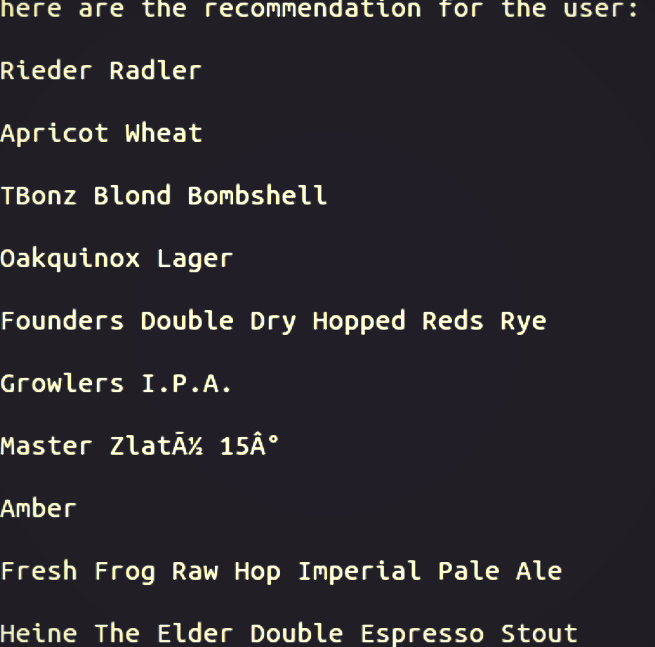 here are the recommendation for the user:
Rieder Radler
Apricot Wheat
TBonz Blond Bombshell
Oakquinox Lager
Founders Double Dry Hopped Reds Rye
Growlers I.P.A.
Master ZlatÃ½ 15Â°
Amber
Fresh Frog Raw Hop Imperial Pale Ale
Heine The Elder Double Espresso Stout